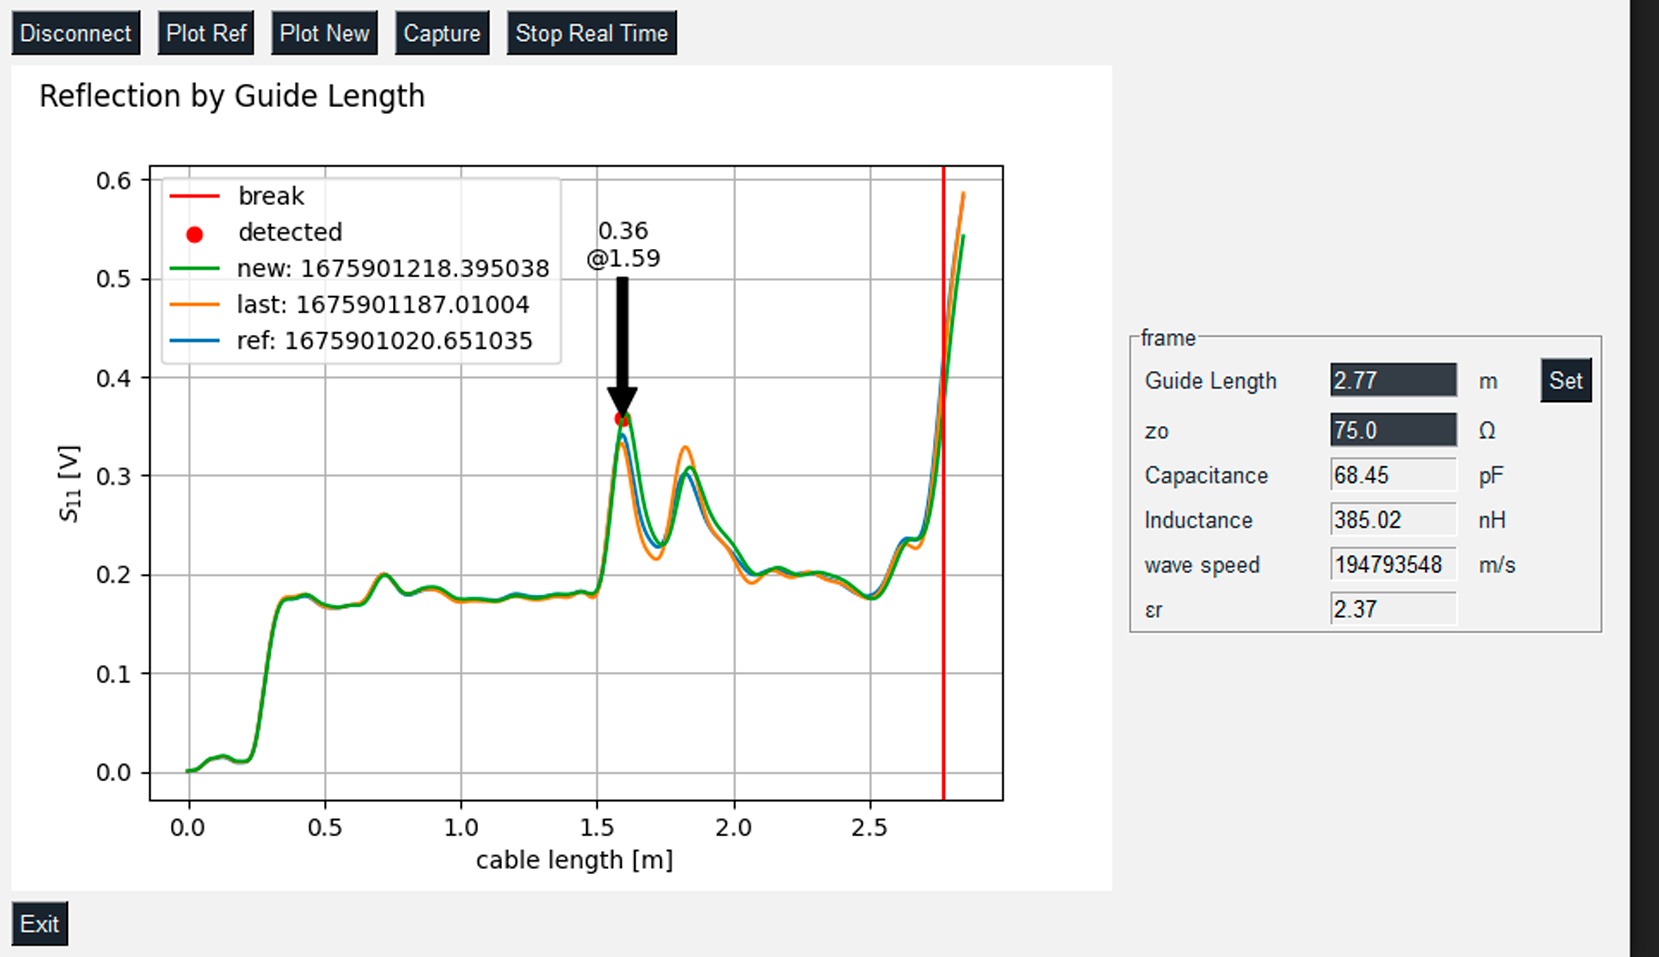 Disconnect Plot Ref Plot New Capture Stop Real Time
Reflection by Guide Length
break
detected
new: 1675901218.395038
last: 1675901187.01004
ref: 1675901020.651035
0.36
@1.59
0.6
0.5
0.4
0.3
0.2
0.1
0.0
S11 [V]
0.0 0.5 1.0 1.5 2.0 2.5
cable length [m]
frame
Guide Length 2.77 m Set
zo 75.0 Ω
Capacitance 68.45 pF
Inductance 385.02 nH
wave speed 194793548 m/s
εr 2.37
Exit